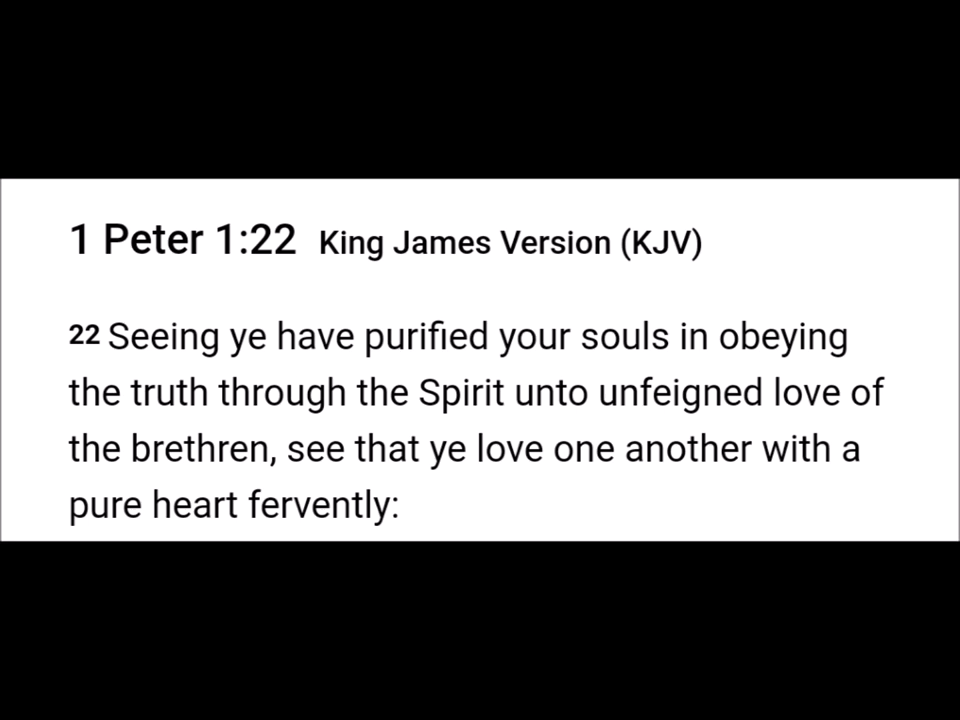 1 Peter 1:22 King James Version (KJV)
22 Seeing ye have purified your souls in obeying
the truth through the Spirit unto unfeigned love of
the brethren, see that ye love one another with a
pure heart fervently: